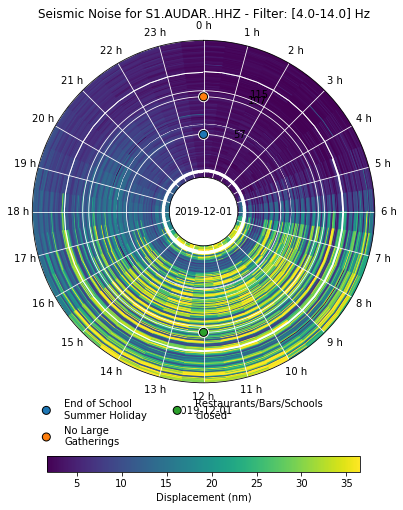 Seismic Noise for S1.AUDAR..HHZ - Filter: [4.0-14.0] Hz
0 h
23 h
1 h
22 h
2 h
21 h
3 h
20 h
4 h
19 h
5 h
18 h
2019-12-01
6 h
17 h
7 h
16 h
8 h
15 h
9 h
14 h
10 h
13 h
11 h
12 h
2019-12-01
End of School
Summer Holiday
Restaurants/Bars/Schools
closed
No Large
Gatherings
5
10
15
20
25
30
35
Displacement (nm)